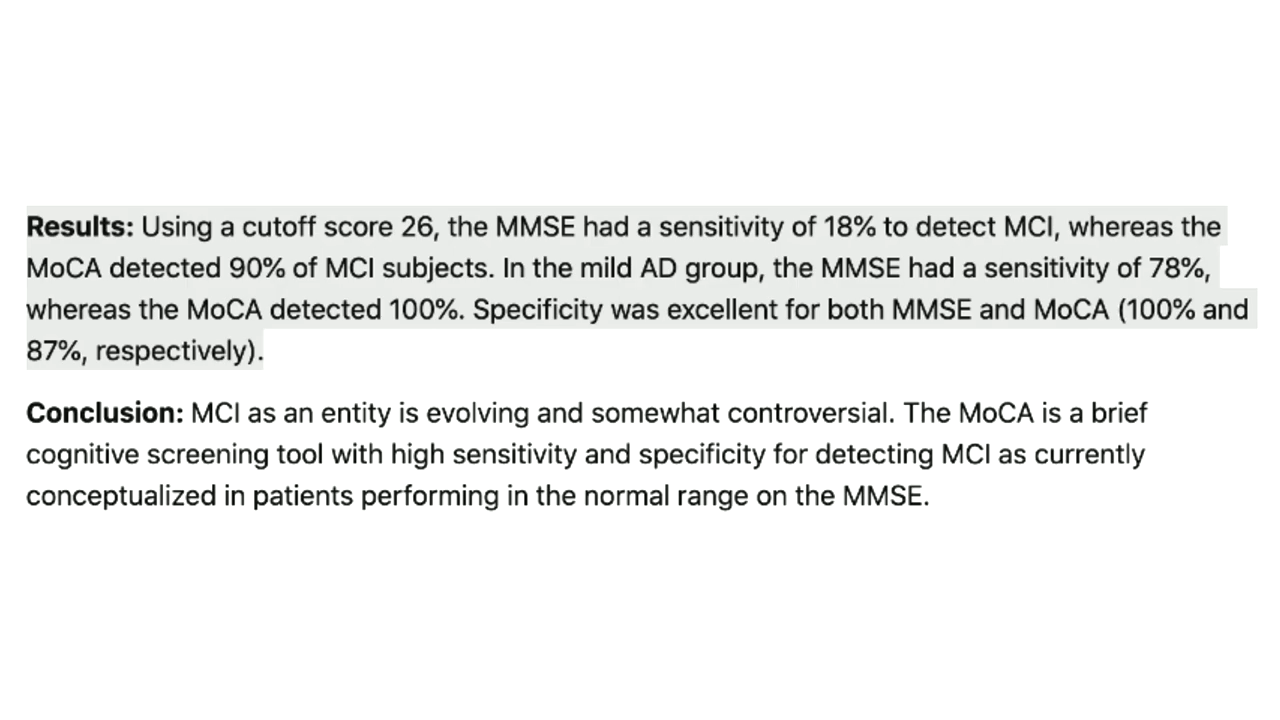 Results: Using a cutoff score 26, the MMSE had a sensitivity of 18% to detect MCI, whereas the
MoCA detected 90% of MCI subjects. In the mild AD group, the MMSE had a sensitivity of 78%,
whereas the MoCA detected 100%. Specificity was excellent for both MMSE and MoCA (100% and
87%, respectively).
Conclusion: MCI as an entity is evolving and somewhat controversial. The MoCA is a brief
cognitive screening tool with high sensitivity and specificity for detecting MCI as currently
conceptualized in patients performing in the normal range on the MMSE.